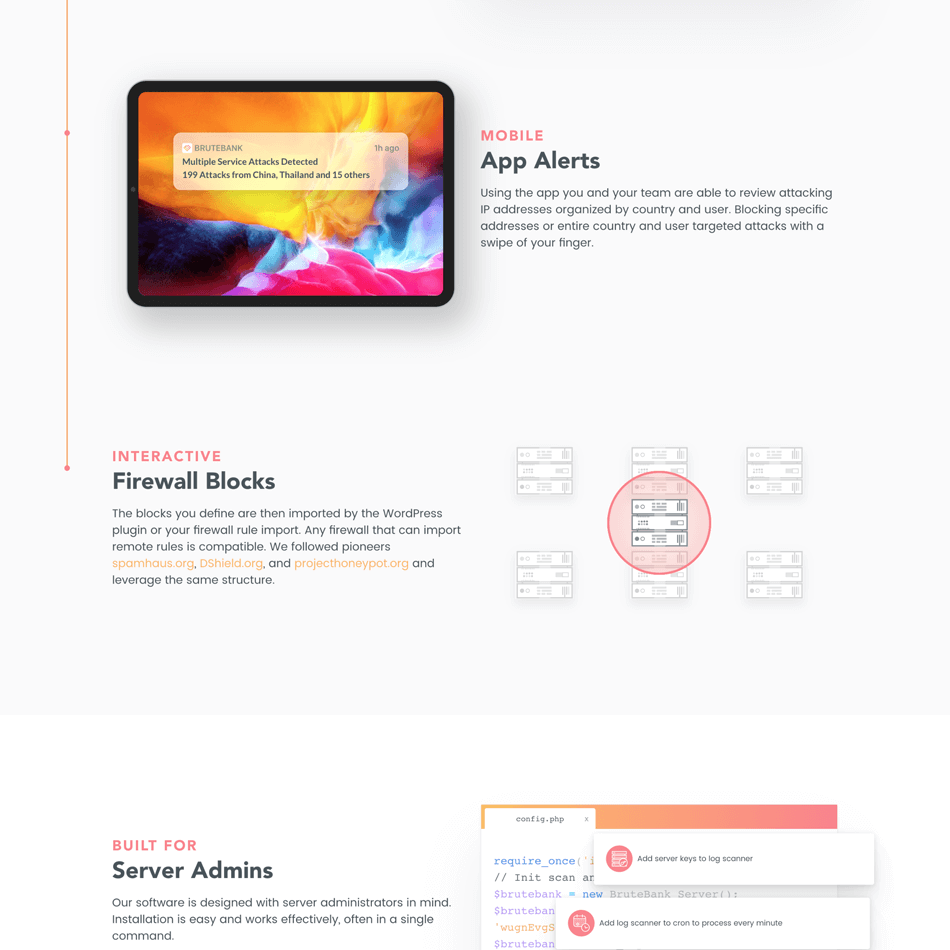 BRUTEBANK 1h ago
Multiple Service Attacks Detected
199 Attacks from China, Thailand and 15 others
MOBILE
App Alerts
Using the app you and your team are able to review attacking
IP addresses organized by country and user. Blocking specific
addresses or entire country and user targeted attacks with a
swipe of your finger.
INTERACTIVE
Firewall Blocks
The blocks you define are then imported by the WordPress
plugin or your firewall rule import. Any firewall that can import
remote rules is compatible. We followed pioneers
spamhaus.org, DShield.org, and projecthoneypot.org and
leverage the same structure.
BUILT FOR
Server Admins
Our software is designed with server administrators in mind.
Installation is easy and works effectively, often in a single
command.
config.php x
Add server keys to log scanner
require_once('i
// Init scan an
$brutebank = new BruteBank Server();
$bruteban
Add log scanner to cron to process every minute
'wugnEvgS
$bruteban